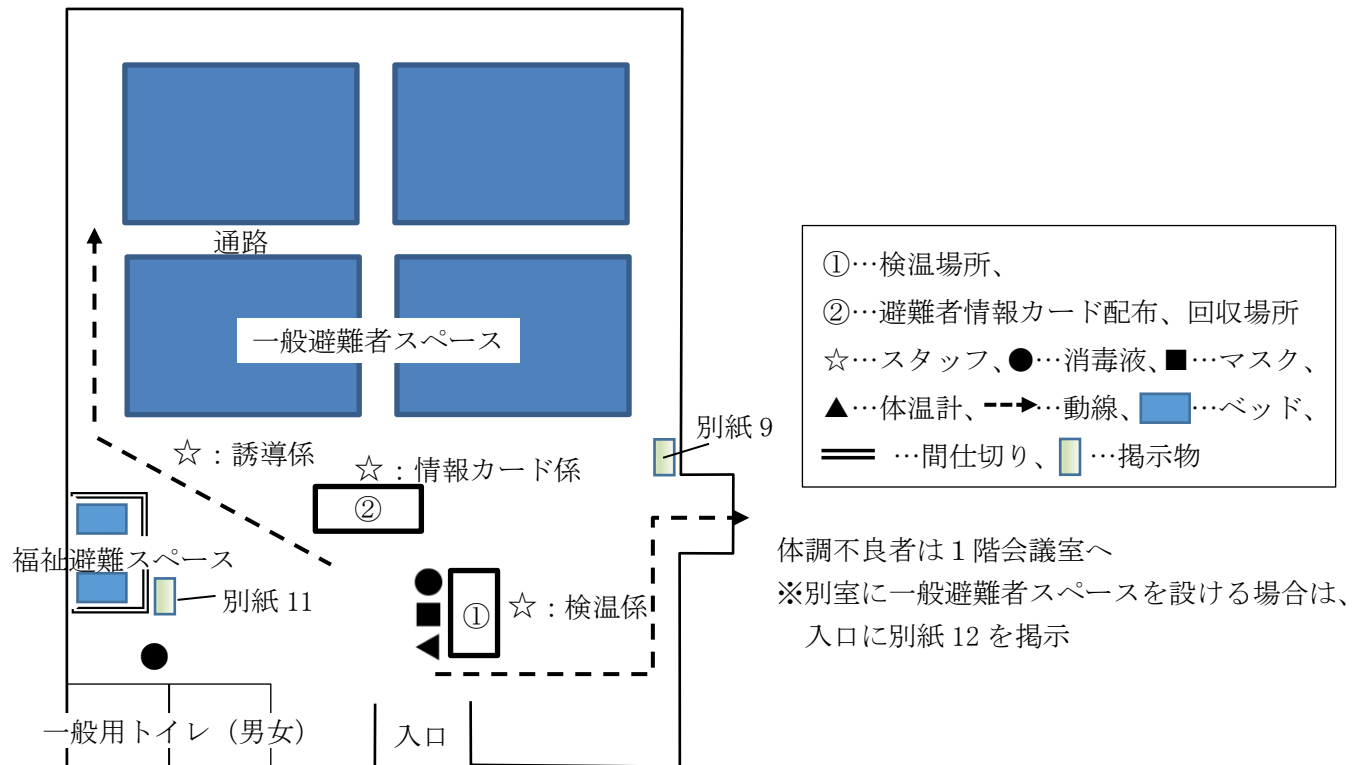 通路
一般避難者スペース
☆：誘導係
☆：情報カード係
②
別紙 9
福祉避難スペース
別紙 11
①
☆：検温係
一般用トイレ（男女）
入口
①…検温場所、
②…避難者情報カード配布、回収場所
☆…スタッフ、●…消毒液、■…マスク、
▲…体温計、…動線、…ベッド、
…間仕切り、…掲示物
体調不良者は１階会議室へ
※別室に一般避難者スペースを設ける場合は、
入口に別紙 12 を掲示